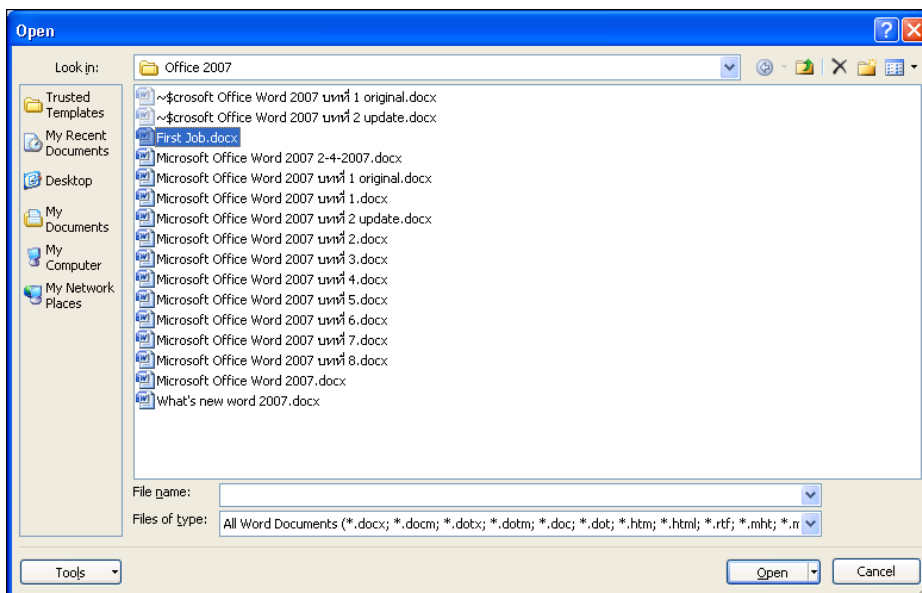 Open
Look in:
Office 2007
Trusted
Templates
My Recent
Documents
Desktop
My
Documents
My
Computer
My Network
Places
~$crosoft Office Word 2007 บทที่ 1 original.docx
~$crosoft Office Word 2007 บทที่ 2 update.docx
First Job.docx
Microsoft Office Word 2007 2-4-2007.docx
Microsoft Office Word 2007 บทที่ 1 original.docx
Microsoft Office Word 2007 บทที่ 1.docx
Microsoft Office Word 2007 บทที่ 2 update.docx
Microsoft Office Word 2007 บทที่ 2.docx
Microsoft Office Word 2007 บทที่ 3.docx
Microsoft Office Word 2007 บทที่ 4.docx
Microsoft Office Word 2007 บทที่ 5.docx
Microsoft Office Word 2007 บทที่ 6.docx
Microsoft Office Word 2007 บทที่ 7.docx
Microsoft Office Word 2007 บทที่ 8.docx
Microsoft Office Word 2007.docx
What's new word 2007.docx
File name:
Files of type:
All Word Documents (*.docx; *.docm; *.dotx; *.dotm; *.doc; *.dot; *.htm; *.html; *.rtf; *.mht; *.m
Tools
Open
Cancel